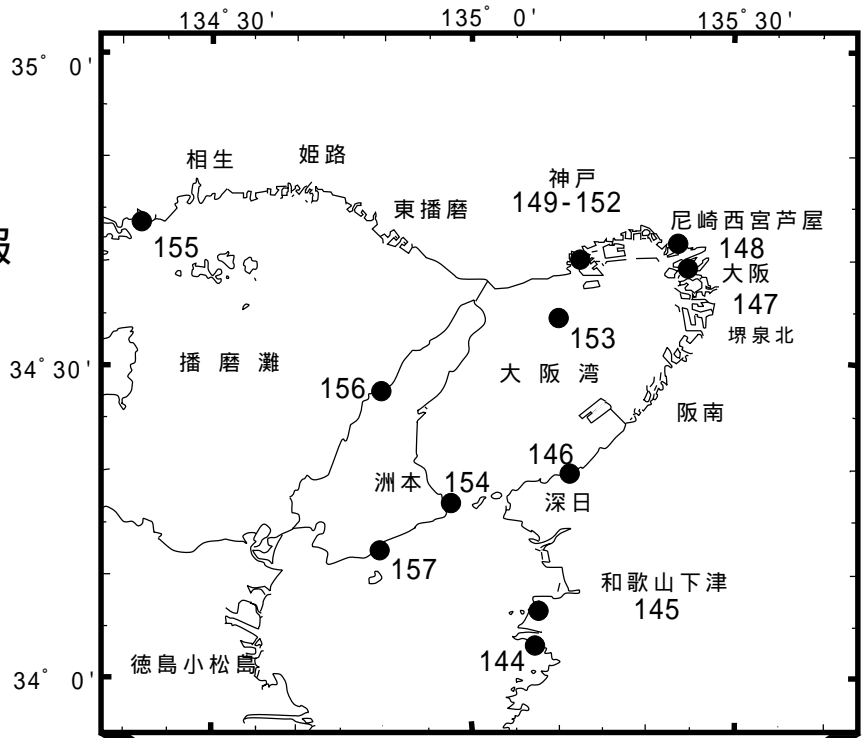 134° 30'
135° 0'
135° 30'
35° 0'
相生
姫路
神戸
149-152
東播磨
尼崎西宮芦屋
148
155
報
大阪
147
153
堺泉北
34° 30'
播磨灘
大阪湾
156
阪南
146
洲本
154
深日
157
和歌山下津
145
144
徳島小松島
34° 0'